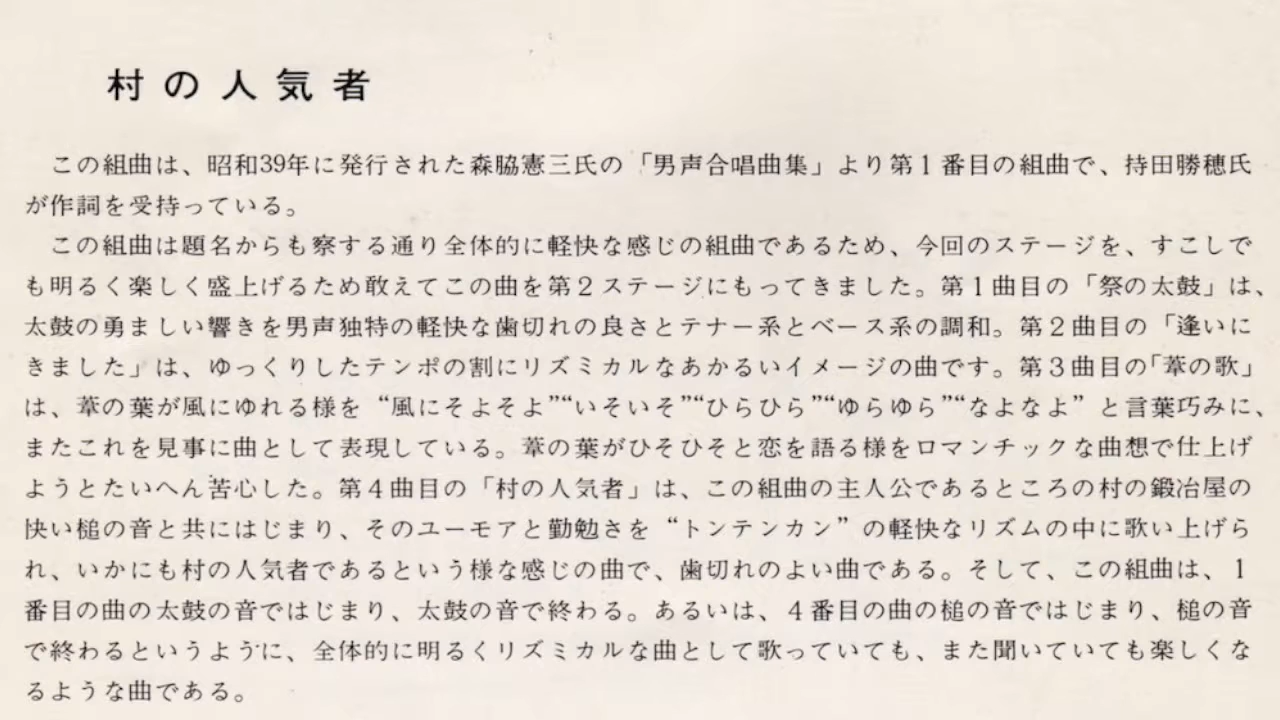 村の人気者
この組曲は、昭和39年に発行された森脇憲三氏の「男声合唱曲集」より第１番目の組曲で、持田勝穂氏
が作詞を受持っている。
この組曲は題名からも察する通り全体的に軽快な感じの組曲であるため、今回のステージを、すこしで
も明るく楽しく盛上げるため敢えてこの曲を第２ステージにもってきました。第１曲目の「祭の太鼓」は、
太鼓の勇ましい響きを男声独特の軽快な歯切れの良さとテナー系とベース系の調和。第２曲目の「逢いに
きました」は、ゆっくりしたテンポの割にリズミカルなあかるいイメージの曲です。第３曲目の「葦の歌」
は、葦の葉が風にゆれる様を“風にそよそよ”“いそいそ”“ひらひら”“ゆらゆら”“なよなよ”と言葉巧みに、
またこれを見事に曲として表現している。葦の葉がひそひそと恋を語る様をロマンチックな曲想で仕上げ
ようとたいへん苦心した。第４曲目の「村の人気者」は、この組曲の主人公であるところの村の鍛冶屋の
快い槌の音と共にはじまり、そのユーモアと勤勉さを“トンテンカン”の軽快なリズムの中に歌い上げら
れ、いかにも村の人気者であるという様な感じの曲で、歯切れのよい曲である。そして、この組曲は、１
番目の曲の太鼓の音ではじまり、太鼓の音で終わる。あるいは、４番目の曲の槌の音ではじまり、槌の音
で終わるというように、全体的に明るくリズミカルな曲として歌っていても、また聞いていても楽しくな
るような曲である。